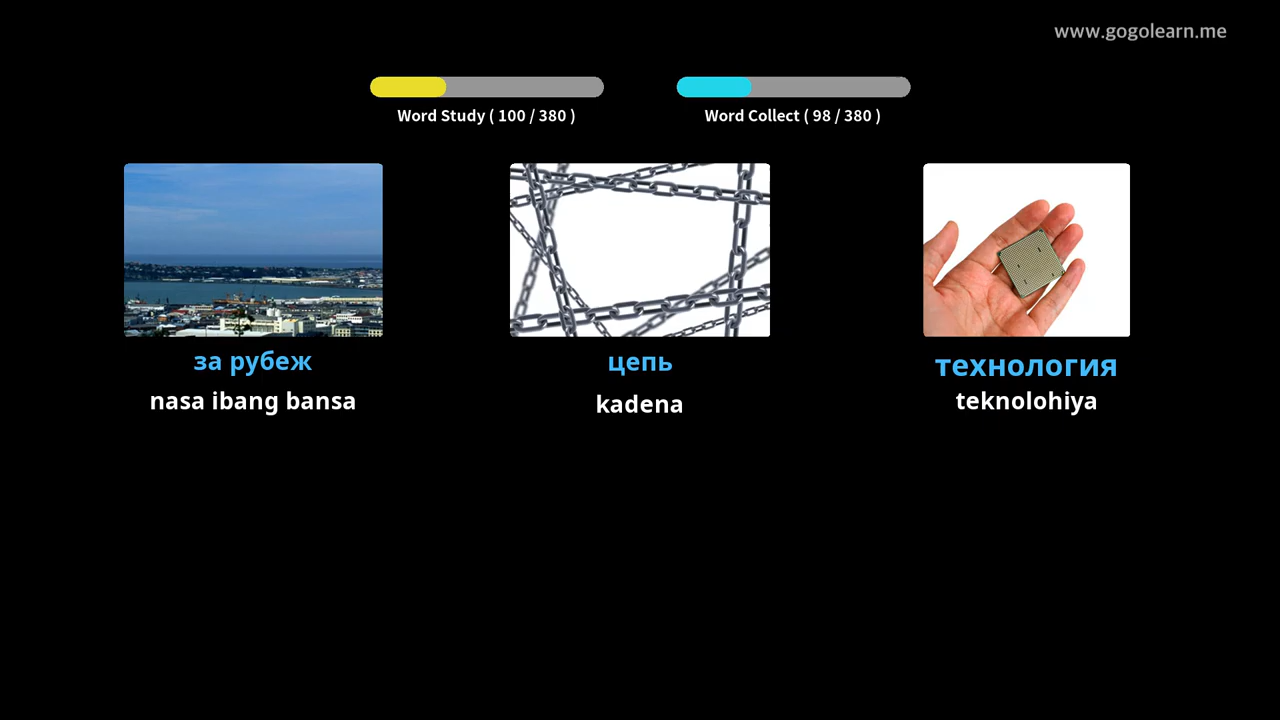 www.gogolearn.me
Word Study ( 100 / 380 )
Word Collect ( 98 / 380 )
за рубеж
nasa ibang bansa
цепь
kadena
технология
teknolohiya